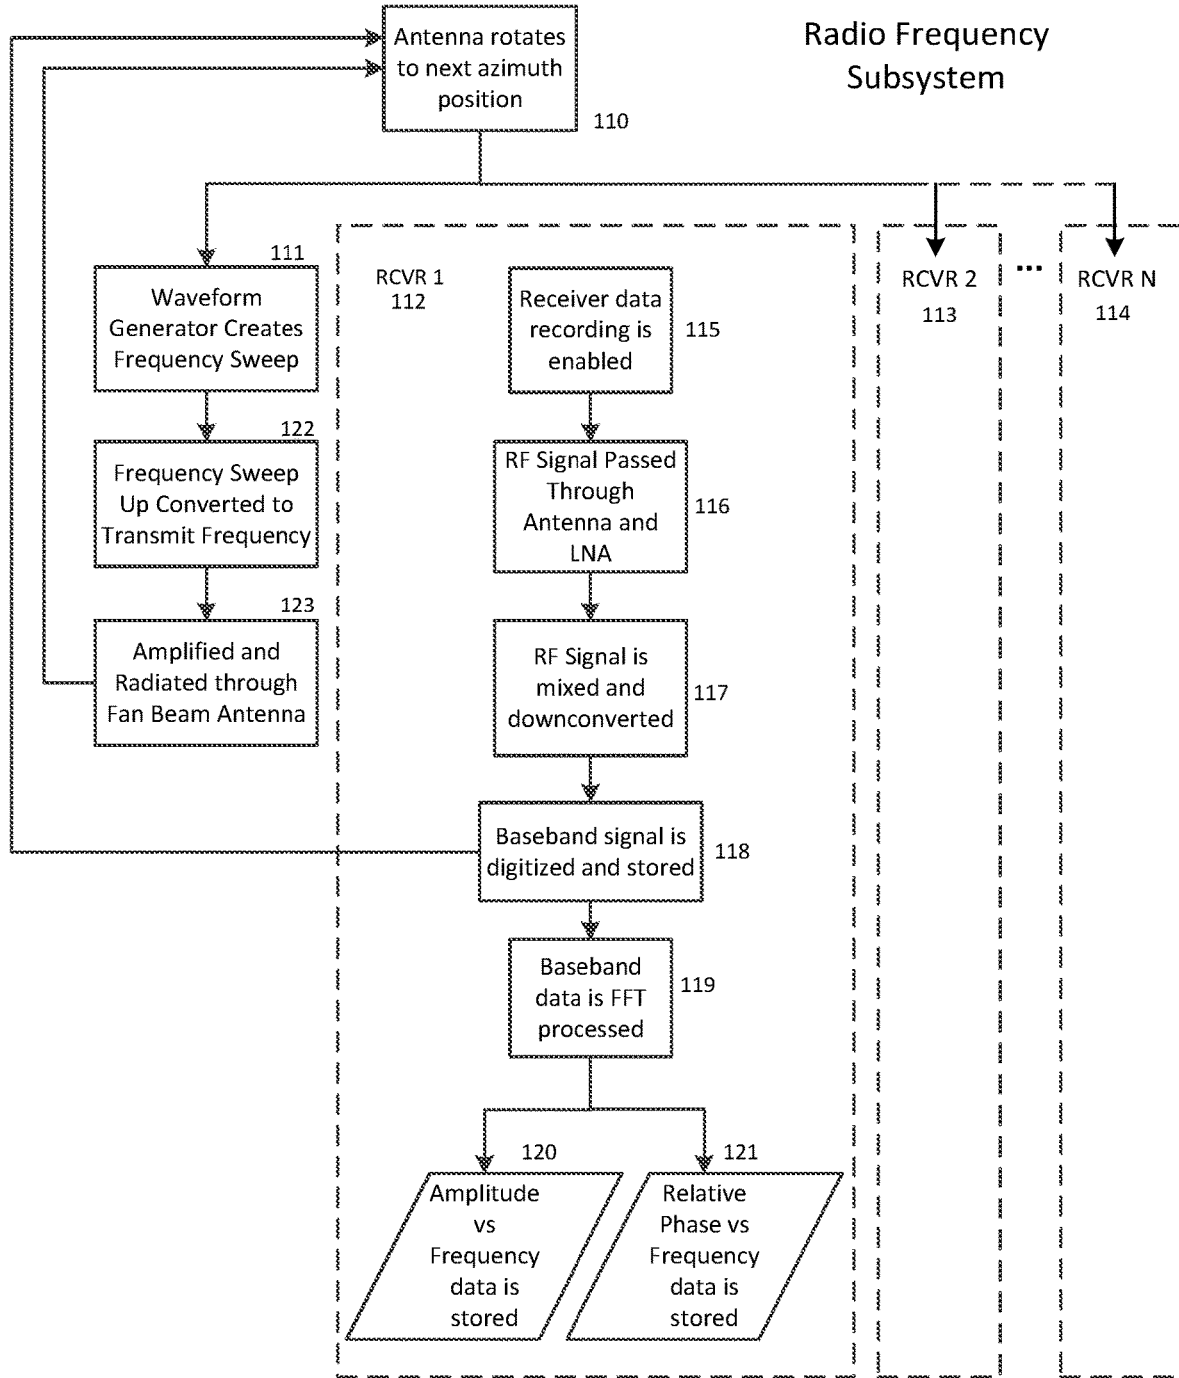 Radio Frequency
Subsystem
Antenna rotates
to next azimuth
position
110
111
Waveform
Generator Creates
Frequency Sweep
122
Frequency Sweep
Up Converted to
Transmit Frequency
123
Amplified and
Radiated through
Fan Beam Antenna
RCVR 1
112
Receiver data
recording is
enabled
115
RF Signal Passed
Through
Antenna and
LNA
116
RF Signal is
mixed and
downconverted
117
Baseband signal is
digitized and stored
118
Baseband
data is FFT
processed
119
120
Amplitude
vs
Frequency
data is
stored
121
Relative
Phase vs
Frequency
data is
stored
RCVR 2
113
...
RCVR N
114